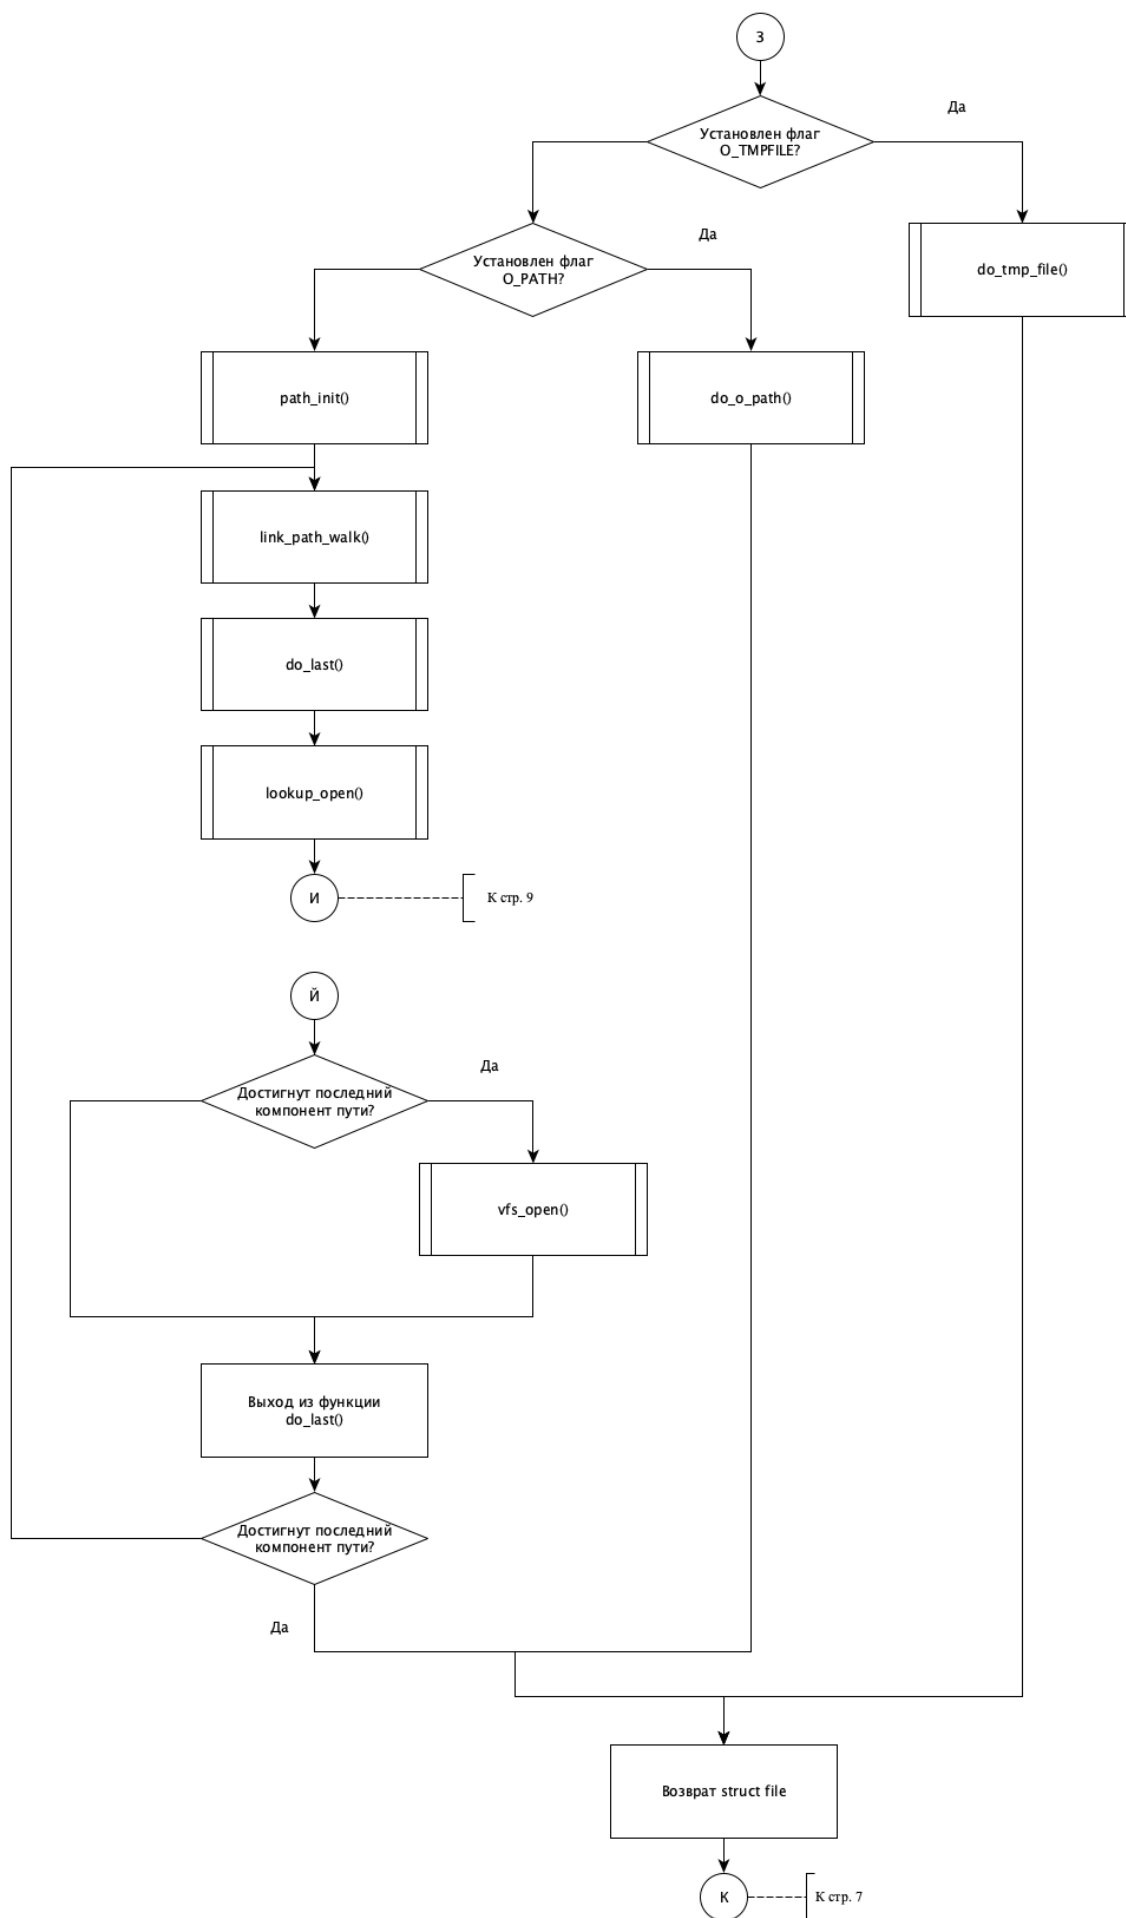 З
Да
Установлен флаг
O_TMPFILE?
Да
Установлен флаг
O_PATH?
do_tmp_file()
path_init()
do_o_path()
link_path_walk()
do_last()
lookup_open()
И
К стр. 9
Й
Да
Достигнут последний
компонент пути?
vfs_open()
Выход из функции
do_last()
Достигнут последний
компонент пути?
Да
Возврат struct file
К
К стр. 7